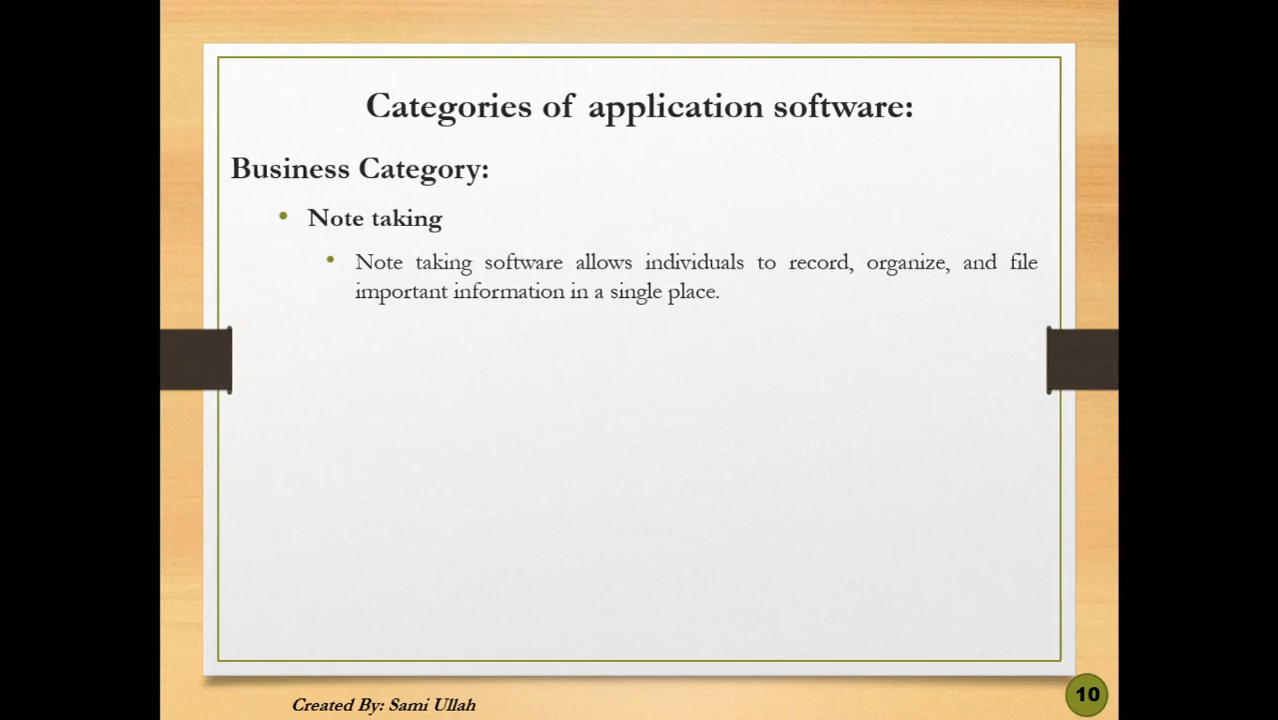 Categories of application software:
Business Category:
• Note taking
• Note taking software allows individuals to record, organize, and file
important information in a single place.
Created By: Sami Ullah
10